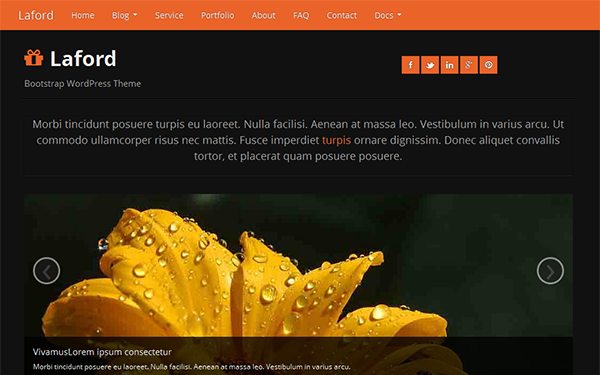 Laford Home Blog Service Portfolio About FAQ Contact Docs
Laford
Bootstrap WordPress Theme
Morbi tincidunt posuere turpis eu laoreet. Nulla facilisi. Aenean at massa leo. Vestibulum in varius arcu. Ut
commodo ullamcorper risus nec mattis. Fusce imperdiet turpis ornare dignissim. Donec aliquet convallis
tortor, et placerat quam posuere posuere.
VivamusLorem ipsum consectetur
Morbi tincidunt posuere turpis eu laoreet. Nulla facilisi. Aenean at massa leo. Vestibulum in varius arcu.